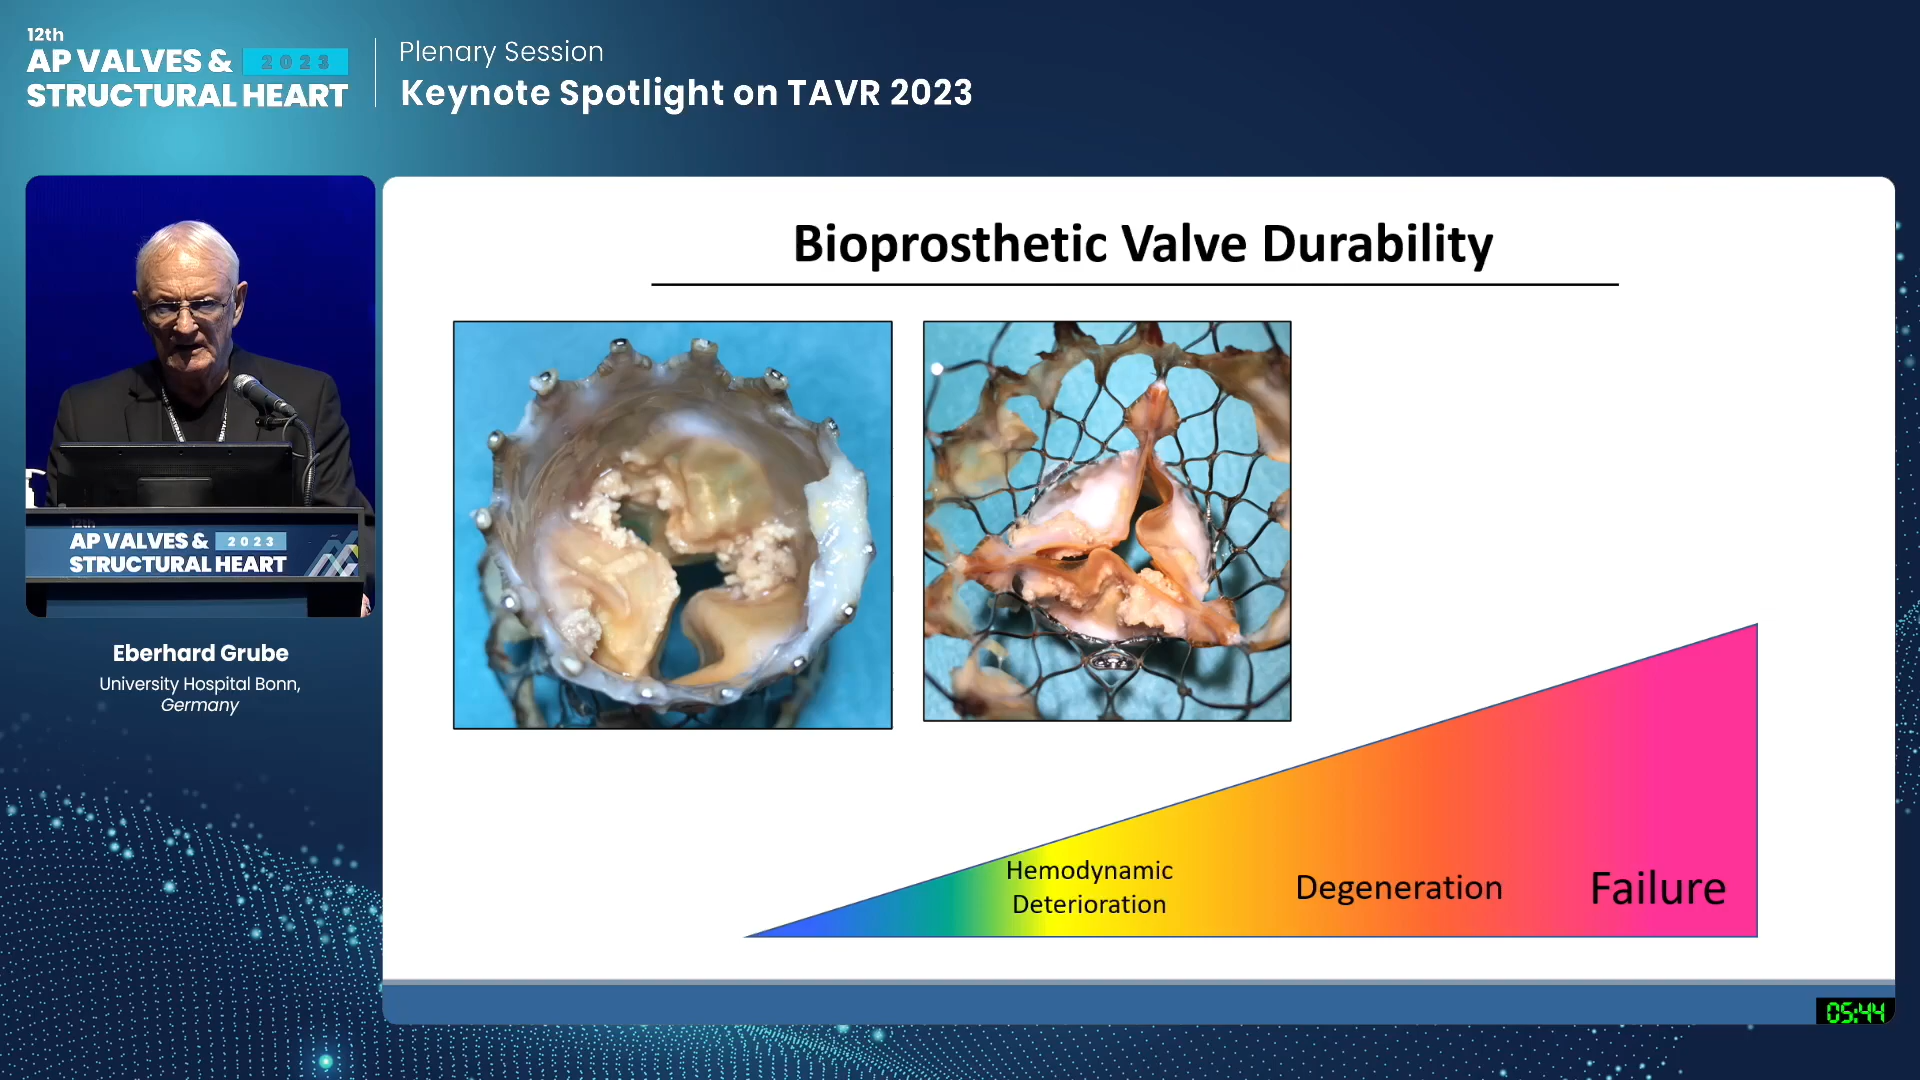 12th
AP VALVES & 2023
STRUCTURAL HEART
Plenary Session
Keynote Spotlight on TAVR 2023
12th
AP VALVES & 2023
STRUCTURAL HEART
Eberhard Grube
University Hospital Bonn,
Germany
Bioprosthetic Valve Durability
Hemodynamic
Deterioration
Degeneration
Failure
05:44